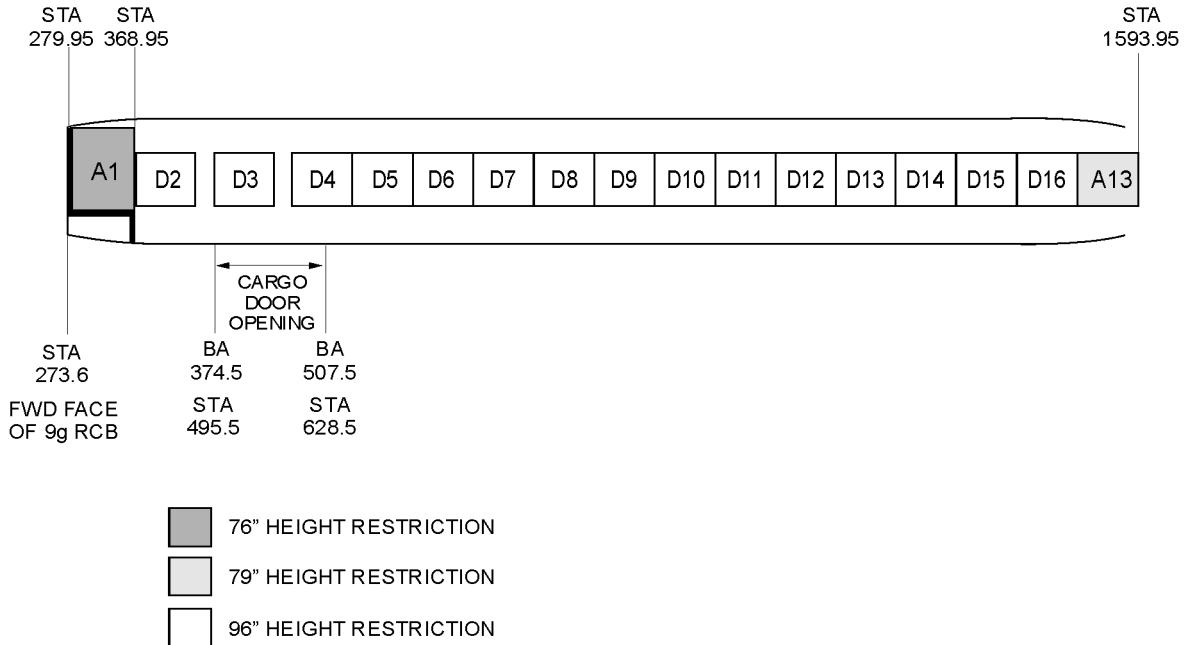 STA STA STA
279.95 368.95 1593.95
A1 D2 D3 D4 D5 D6 D7 D8 D9 D10 D11 D12 D13 D14 D15 D16 A13
CARGO
DOOR
OPENING
STA BA BA
273.6 374.5 507.5
FWD FACE STA STA
OF 9g RCB 495.5 628.5
76” HEIGHT RESTRICTION
79” HEIGHT RESTRICTION
96” HEIGHT RESTRICTION